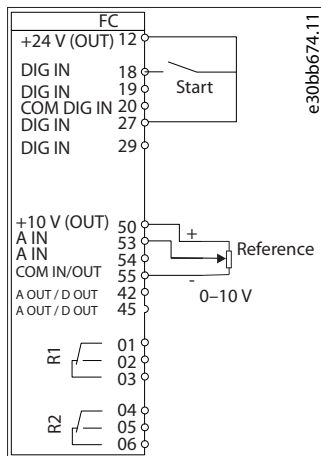 FC
+24 V (OUT) 12
DIG IN 18
DIG IN 19
COM DIG IN 20
DIG IN 27
DIG IN 29
Start
e30bb674.11
+10 V (OUT) 50
A IN 53
A IN 54
COM IN/OUT 55
A OUT / D OUT 42
A OUT / D OUT 45
+
Reference
-
0–10 V
R1
01
02
03
R2
04
05
06